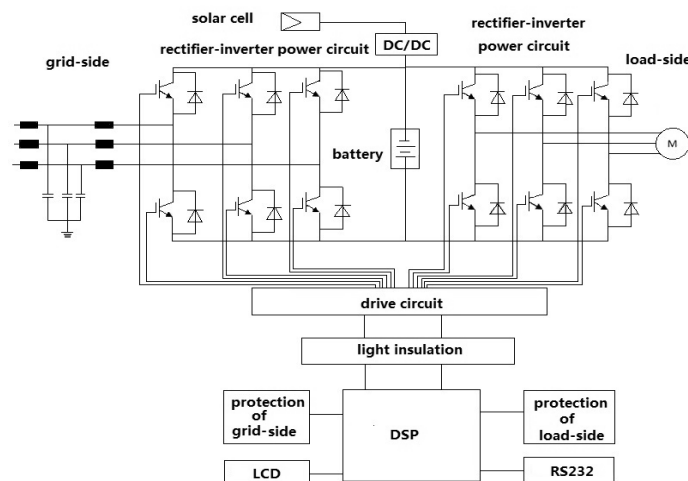 solar cell
DC/DC
rectifier-inverter
power circuit
grid-side
rectifier-inverter power circuit
load-side
battery
M
drive circuit
light insulation
protection
of
grid-side
DSP
protection
of
load-side
LCD
RS232